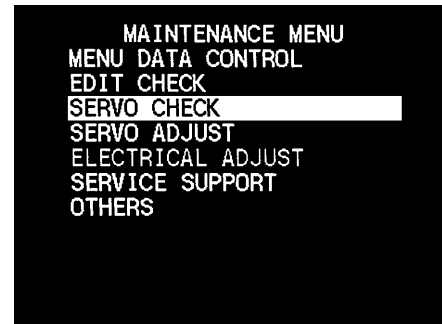 MAINTENANCE MENU
MENU DATA CONTROL
EDIT CHECK
SERVO CHECK
SERVO ADJUST
ELECTRICAL ADJUST
SERVICE SUPPORT
OTHERS